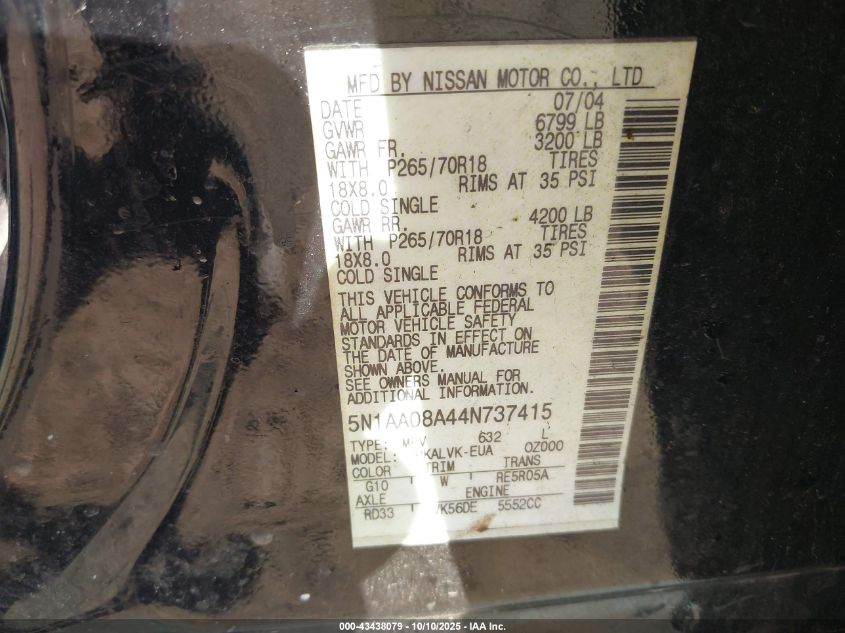 MFD BY NISSAN MOTOR CO., LTD
DATE 07/04
GVWR 6799 LB
GAWR FR. 3200 LB
WITH P265/70R18 TIRES
18X8.0 RIMS AT 35 PSI
COLD SINGLE
GAWR RR. 4200 LB
WITH P265/70R18 TIRES
18X8.0 RIMS AT 35 PSI
COLD SINGLE
THIS VEHICLE CONFORMS TO
ALL APPLICABLE FEDERAL
MOTOR VEHICLE SAFETY
STANDARDS IN EFFECT ON
THE DATE OF MANUFACTURE
SHOWN ABOVE.
SEE OWNERS MANUAL FOR
ADDITIONAL INFORMATION.
5N1AA08A44N737415
TYPE: MPV 632 L
MODEL: KALVK-EUA 0Z000
COLOR TRIM TRANS
G10 W RE5R05A
AXLE ENGINE
RD33 VK56DE 5552CC
000-43438079 - 10/10/2025 - IAA Inc.